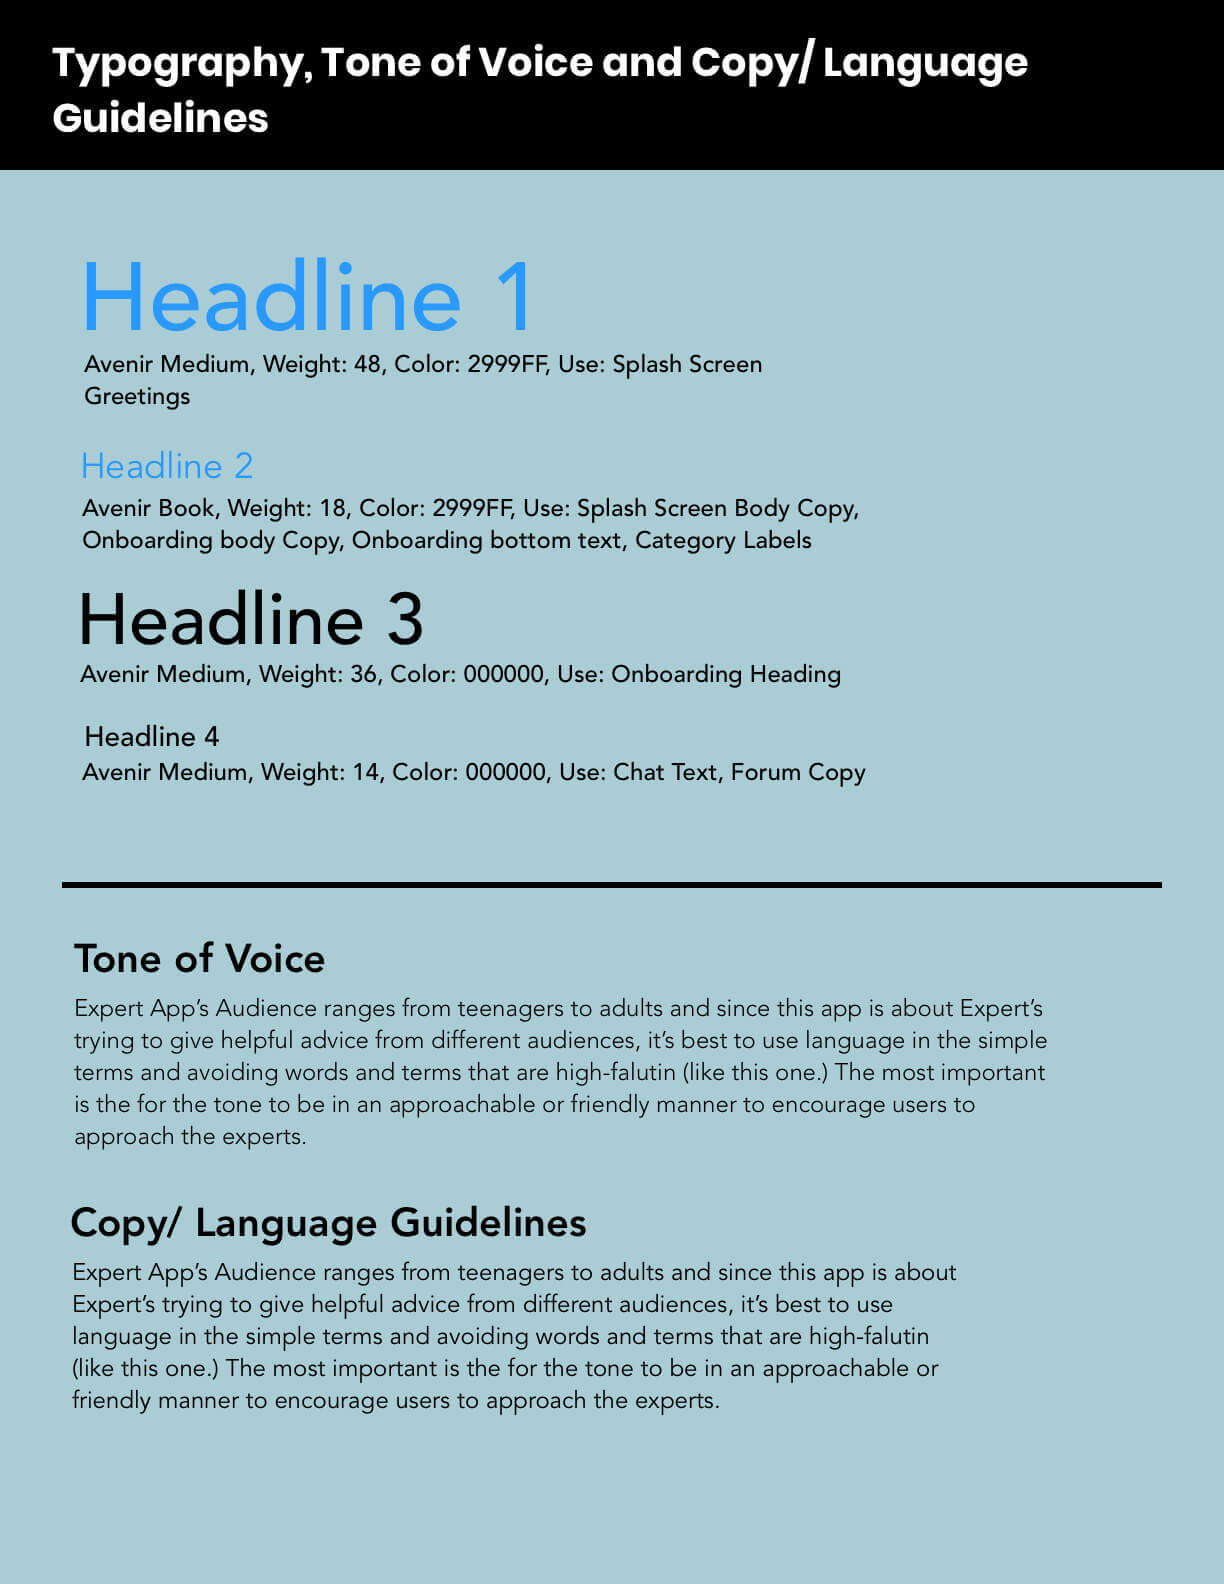 Typography, Tone of Voice and Copy/ Language
Guidelines
Headline 1
Avenir Medium, Weight: 48, Color: 2999FF, Use: Splash Screen
Greetings
Headline 2
Avenir Book, Weight: 18, Color: 2999FF, Use: Splash Screen Body Copy,
Onboarding body Copy, Onboarding bottom text, Category Labels
Headline 3
Avenir Medium, Weight: 36, Color: 000000, Use: Onboarding Heading
Headline 4
Avenir Medium, Weight: 14, Color: 000000, Use: Chat Text, Forum Copy
Tone of Voice
Expert App’s Audience ranges from teenagers to adults and since this app is about Expert’s
trying to give helpful advice from different audiences, it’s best to use language in the simple
terms and avoiding words and terms that are high-falutin (like this one.) The most important
is the for the tone to be in an approachable or friendly manner to encourage users to
approach the experts.
Copy/ Language Guidelines
Expert App’s Audience ranges from teenagers to adults and since this app is about
Expert’s trying to give helpful advice from different audiences, it’s best to use
language in the simple terms and avoiding words and terms that are high-falutin
(like this one.) The most important is the for the tone to be in an approachable or
friendly manner to encourage users to approach the experts.